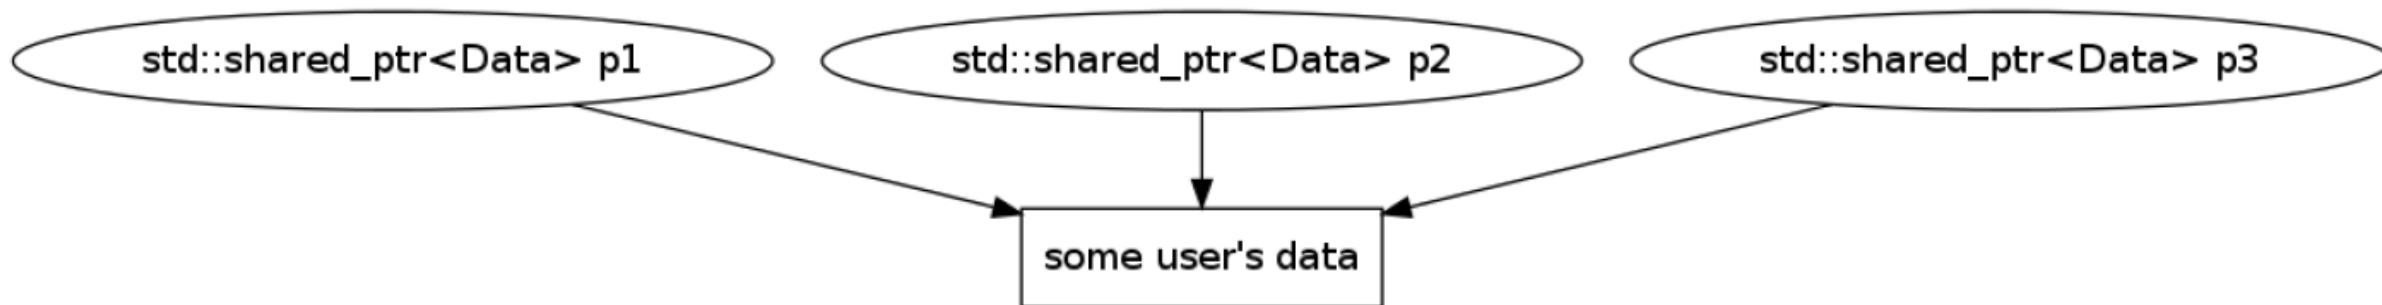 std::shared_ptr<Data> p1
std::shared_ptr<Data> p2
std::shared_ptr<Data> p3
some user's data